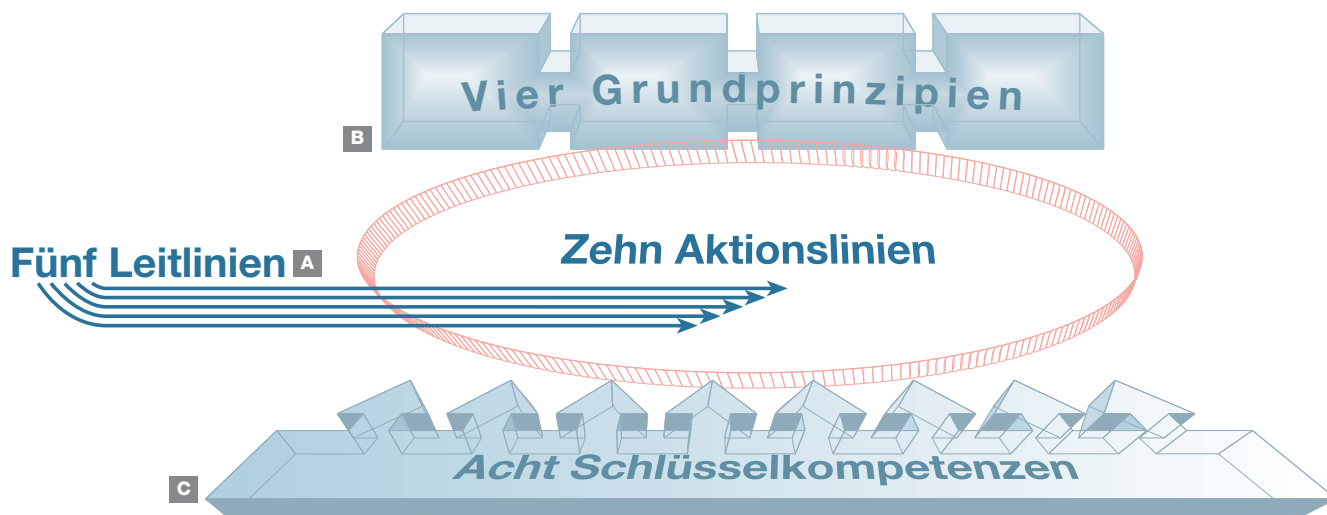 Vier Grundprinzipien
B
Fünf Leitlinien A
Zehn Aktionslinien
Acht Schlüsselkompetenzen
C